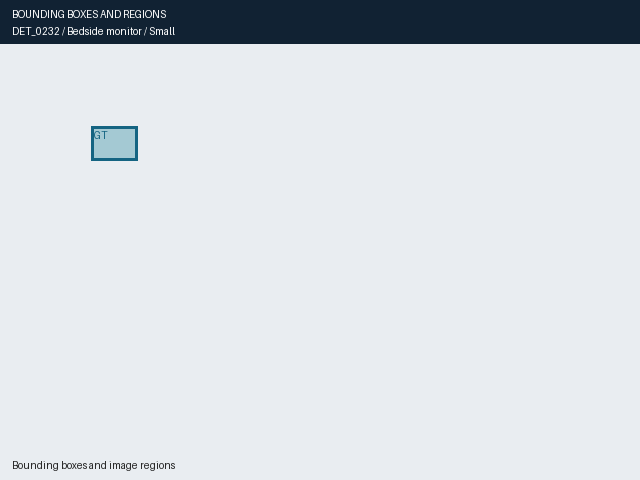 BOUNDING BOXES AND REGIONS
DET_0232 / Bedside monitor / Small
GT
Bounding boxes and image regions